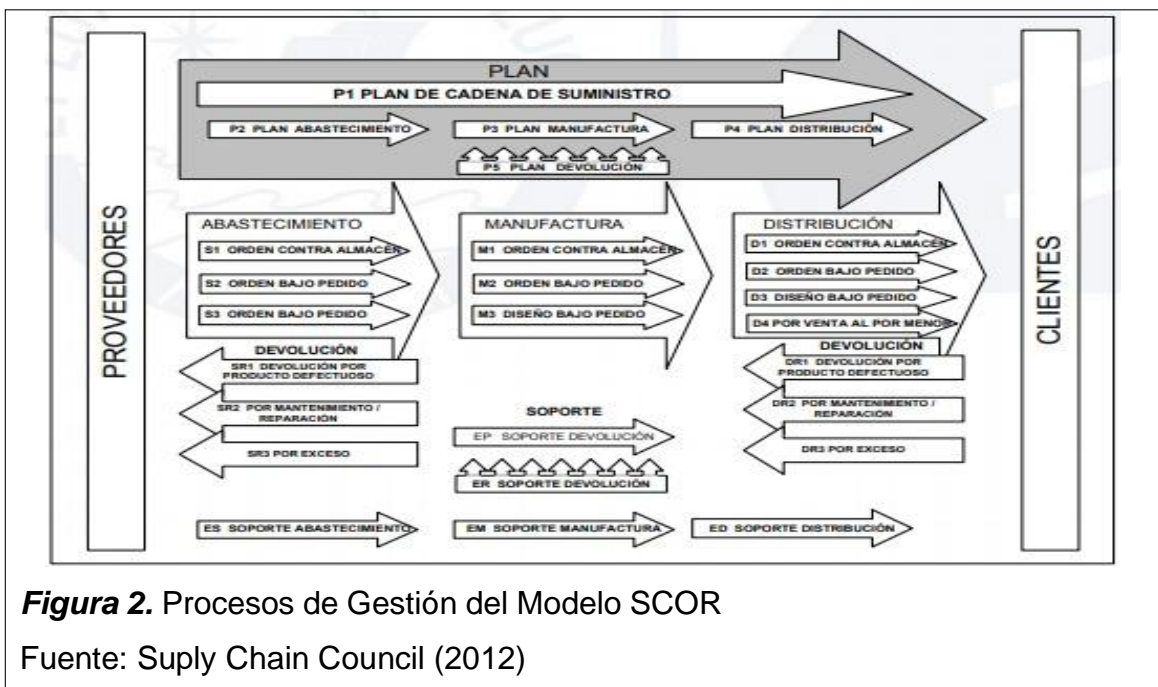 PLAN
P1 PLAN DE CADENA DE SUMINISTRO
P2 PLAN ABASTECIMIENTO
P3 PLAN MANUFACTURA
P4 PLAN DISTRIBUCIÓN
P5 PLAN DEVOLUCIÓN
PROVEEDORES
ABASTECIMIENTO
S1 ORDEN CONTRA ALMACÉN
S2 ORDEN BAJO PEDIDO
S3 ORDEN BAJO PEDIDO
MANUFACTURA
M1 ORDEN CONTRA ALMACÉN
M2 ORDEN BAJO PEDIDO
M3 DISEÑO BAJO PEDIDO
DISTRIBUCIÓN
D1 ORDEN CONTRA ALMACÉN
D2 ORDEN BAJO PEDIDO
D3 DISEÑO BAJO PEDIDO
D4 POR VENTA AL POR MENOR
CLIENTES
DEVOLUCIÓN
SR1 DEVOLUCIÓN POR
PRODUCTO DEFECTUOSO
SR2 POR MANTENIMIENTO /
REPARACIÓN
SR3 POR EXCESO
SOPORTE
EP SOPORTE DEVOLUCIÓN
ER SOPORTE DEVOLUCIÓN
DEVOLUCIÓN
DR1 DEVOLUCIÓN POR
PRODUCTO DEFECTUOSO
DR2 POR MANTENIMIENTO /
REPARACIÓN
DR3 POR EXCESO
ES SOPORTE ABASTECIMIENTO
EM SOPORTE MANUFACTURA
ED SOPORTE DISTRIBUCIÓN
Figura 2. Procesos de Gestión del Modelo SCOR
Fuente: Suply Chain Council (2012)